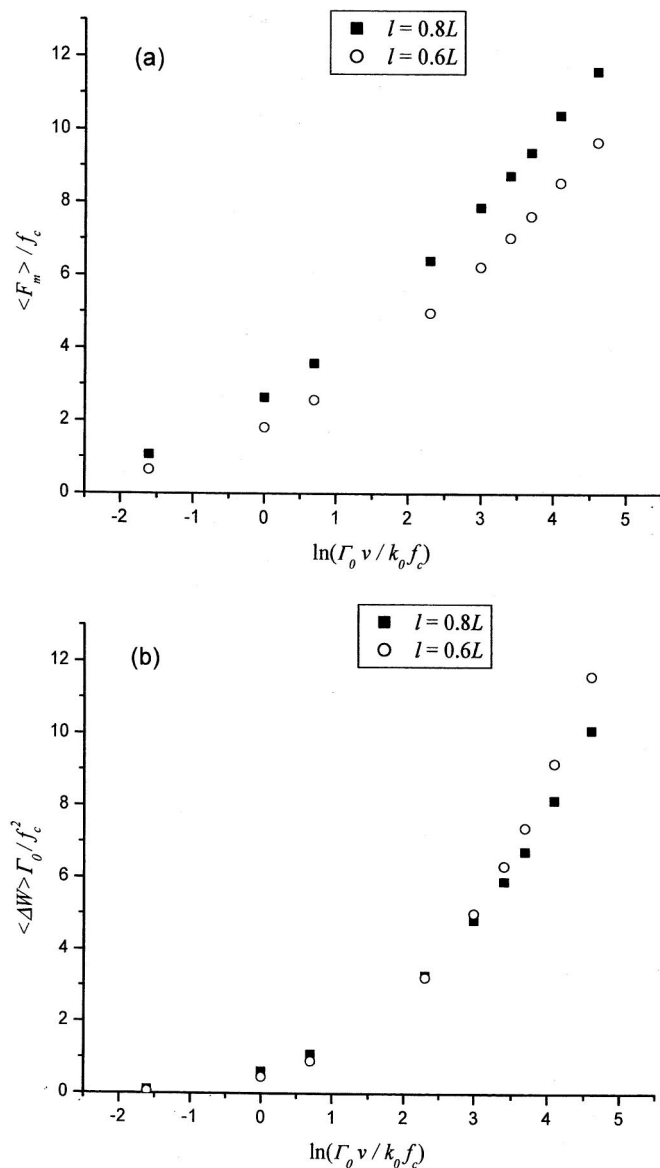 (a)
l = 0.8L
l = 0.6L
12
10
8
6
4
2
0
<F_m> / f_c
-2 -1 0 1 2 3 4 5
ln(Γ_0 v / k_0 f_c)
(b)
l = 0.8L
l = 0.6L
12
10
8
6
4
2
0
<ΔW> Γ_0 / f_c^2
-2 -1 0 1 2 3 4 5
ln(Γ_0 v / k_0 f_c)